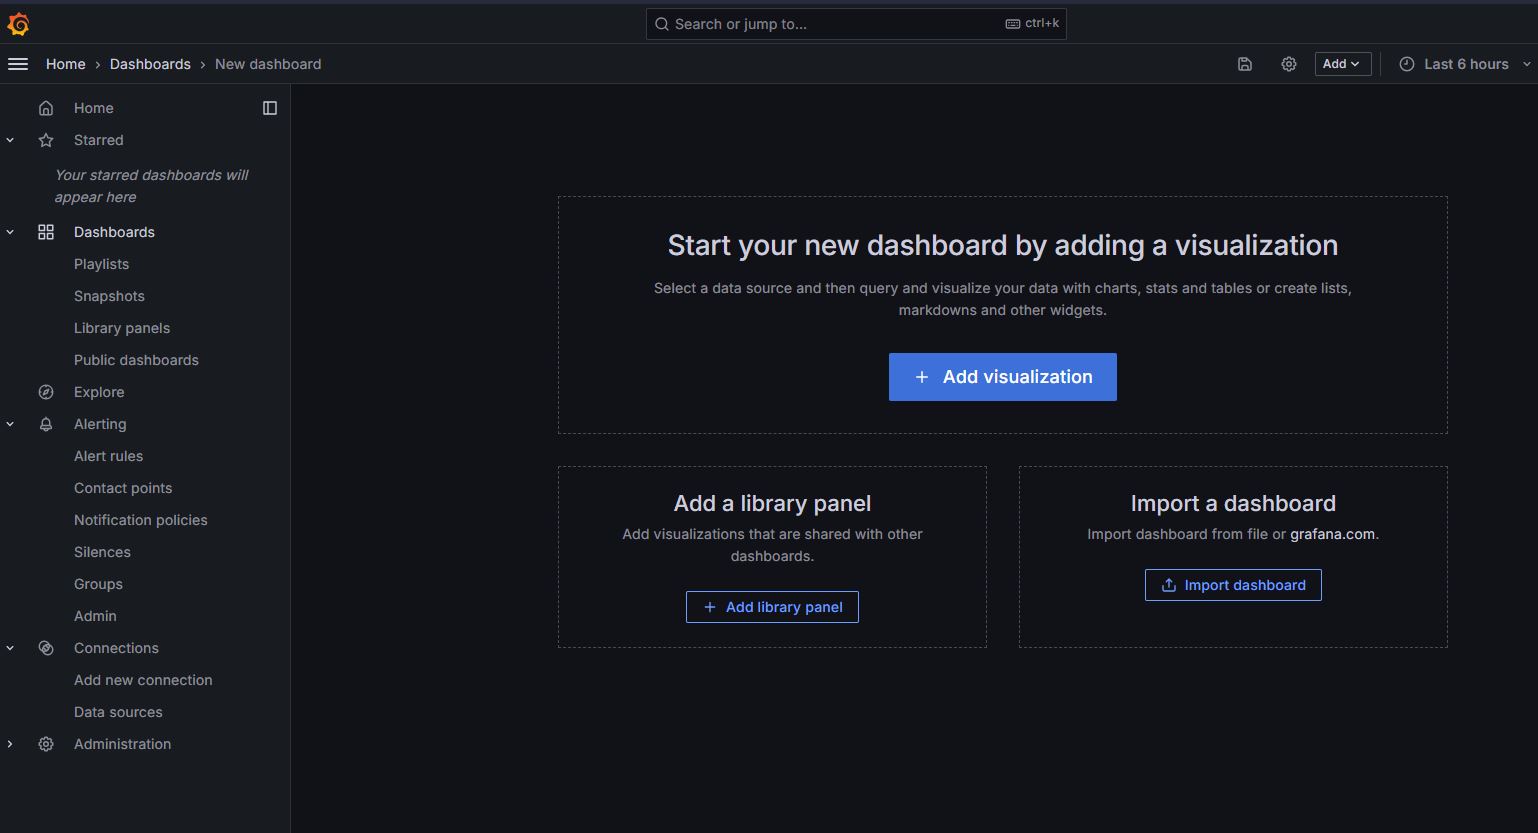 Search or jump to...
ctrl+k
Home › Dashboards › New dashboard
Add
Last 6 hours
Home
Starred
Your starred dashboards will
appear here
Dashboards
Playlists
Snapshots
Library panels
Public dashboards
Explore
Alerting
Alert rules
Contact points
Notification policies
Silences
Groups
Admin
Connections
Add new connection
Data sources
Administration
Start your new dashboard by adding a visualization
Select a data source and then query and visualize your data with charts, stats and tables or create lists,
markdowns and other widgets.
+ Add visualization
Add a library panel
Add visualizations that are shared with other
dashboards.
+ Add library panel
Import a dashboard
Import dashboard from file or grafana.com.
Import dashboard